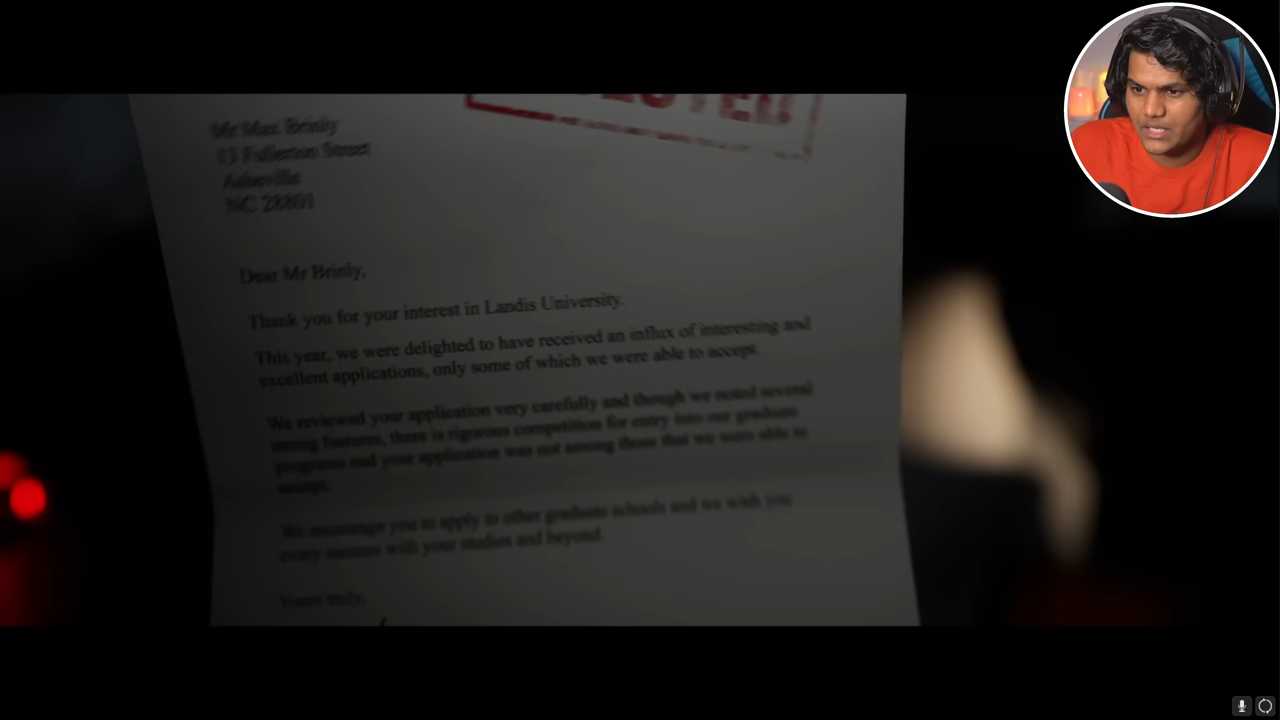 Mr Max Brinly
13 Fullerton Street
Asheville
NC 28801
Dear Mr Brinly,
Thank you for your interest in Landis University.
This year, we were delighted to have received an influx of interesting and
excellent applications, only some of which we were able to accept.
We reviewed your application very carefully and though we noted several
strong features, there is rigorous competition for entry into our graduate
programs and your application was not among those that we were able to
accept.
We encourage you to apply to other graduate schools and we wish you
every success with your studies and beyond.
Yours truly,